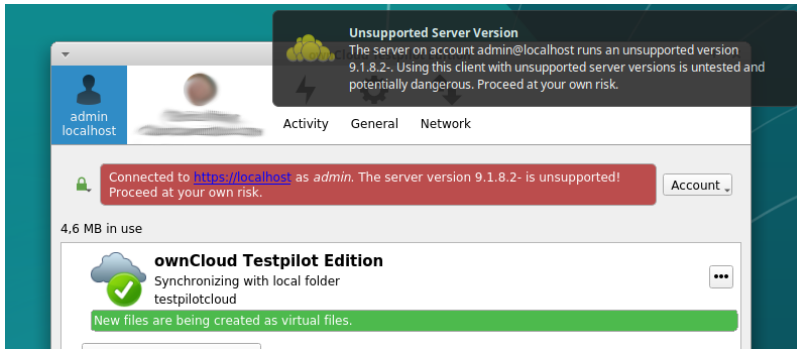 Unsupported Server Version
The server on account admin@localhost runs an unsupported version
9.1.8.2-. Using this client with unsupported server versions is untested and
potentially dangerous. Proceed at your own risk.
admin
localhost
Activity
General
Network
Connected to https://localhost as admin. The server version 9.1.8.2- is unsupported!
Proceed at your own risk.
Account
4,6 MB in use
ownCloud Testpilot Edition
Synchronizing with local folder
testpilotcloud
New files are being created as virtual files.